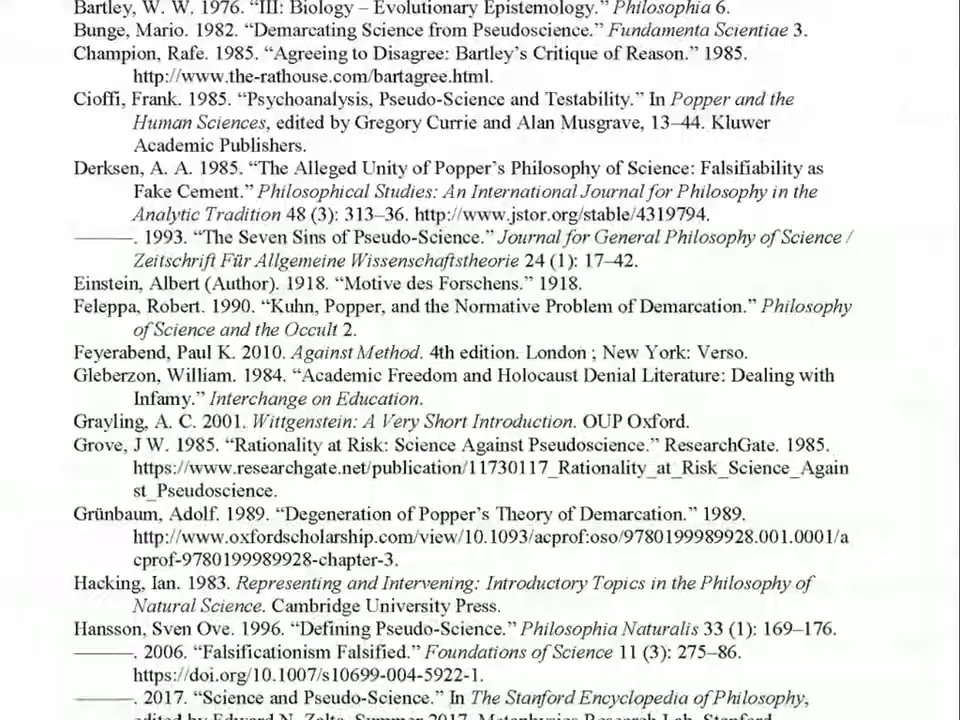 Bartley, W. W. 1976. “III: Biology – Evolutionary Epistemology.” Philosophia 6.
Bunge, Mario. 1982. “Demarcating Science from Pseudoscience.” Fundamenta Scientiae 3.
Champion, Rafe. 1985. “Agreeing to Disagree: Bartley’s Critique of Reason.” 1985.
http://www.the-rathouse.com/bartagree.html.
Cioffi, Frank. 1985. “Psychoanalysis, Pseudo-Science and Testability.” In Popper and the
Human Sciences, edited by Gregory Currie and Alan Musgrave, 13–44. Kluwer
Academic Publishers.
Derksen, A. A. 1985. “The Alleged Unity of Popper’s Philosophy of Science: Falsifiability as
Fake Cement.” Philosophical Studies: An International Journal for Philosophy in the
Analytic Tradition 48 (3): 313–36. http://www.jstor.org/stable/4319794.
———. 1993. “The Seven Sins of Pseudo-Science.” Journal for General Philosophy of Science /
Zeitschrift Für Allgemeine Wissenschaftstheorie 24 (1): 17–42.
Einstein, Albert (Author). 1918. “Motive des Forschens.” 1918.
Feleppa, Robert. 1990. “Kuhn, Popper, and the Normative Problem of Demarcation.” Philosophy
of Science and the Occult 2.
Feyerabend, Paul K. 2010. Against Method. 4th edition. London ; New York: Verso.
Gleberzon, William. 1984. “Academic Freedom and Holocaust Denial Literature: Dealing with
Infamy.” Interchange on Education.
Grayling, A. C. 2001. Wittgenstein: A Very Short Introduction. OUP Oxford.
Grove, J W. 1985. “Rationality at Risk: Science Against Pseudoscience.” ResearchGate. 1985.
https://www.researchgate.net/publication/11730117_Rationality_at_Risk_Science_Again
st_Pseudoscience.
Grünbaum, Adolf. 1989. “Degeneration of Popper’s Theory of Demarcation.” 1989.
http://www.oxfordscholarship.com/view/10.1093/acprof:oso/9780199989928.001.0001/a
cprof-9780199989928-chapter-3.
Hacking, Ian. 1983. Representing and Intervening: Introductory Topics in the Philosophy of
Natural Science. Cambridge University Press.
Hansson, Sven Ove. 1996. “Defining Pseudo-Science.” Philosophia Naturalis 33 (1): 169–176.
———. 2006. “Falsificationism Falsified.” Foundations of Science 11 (3): 275–86.
https://doi.org/10.1007/s10699-004-5922-1.
———. 2017. “Science and Pseudo-Science.” In The Stanford Encyclopedia of Philosophy,
edited by Edward N. Zalta, Summer 2017. Metaphysics Research Lab, Stanford